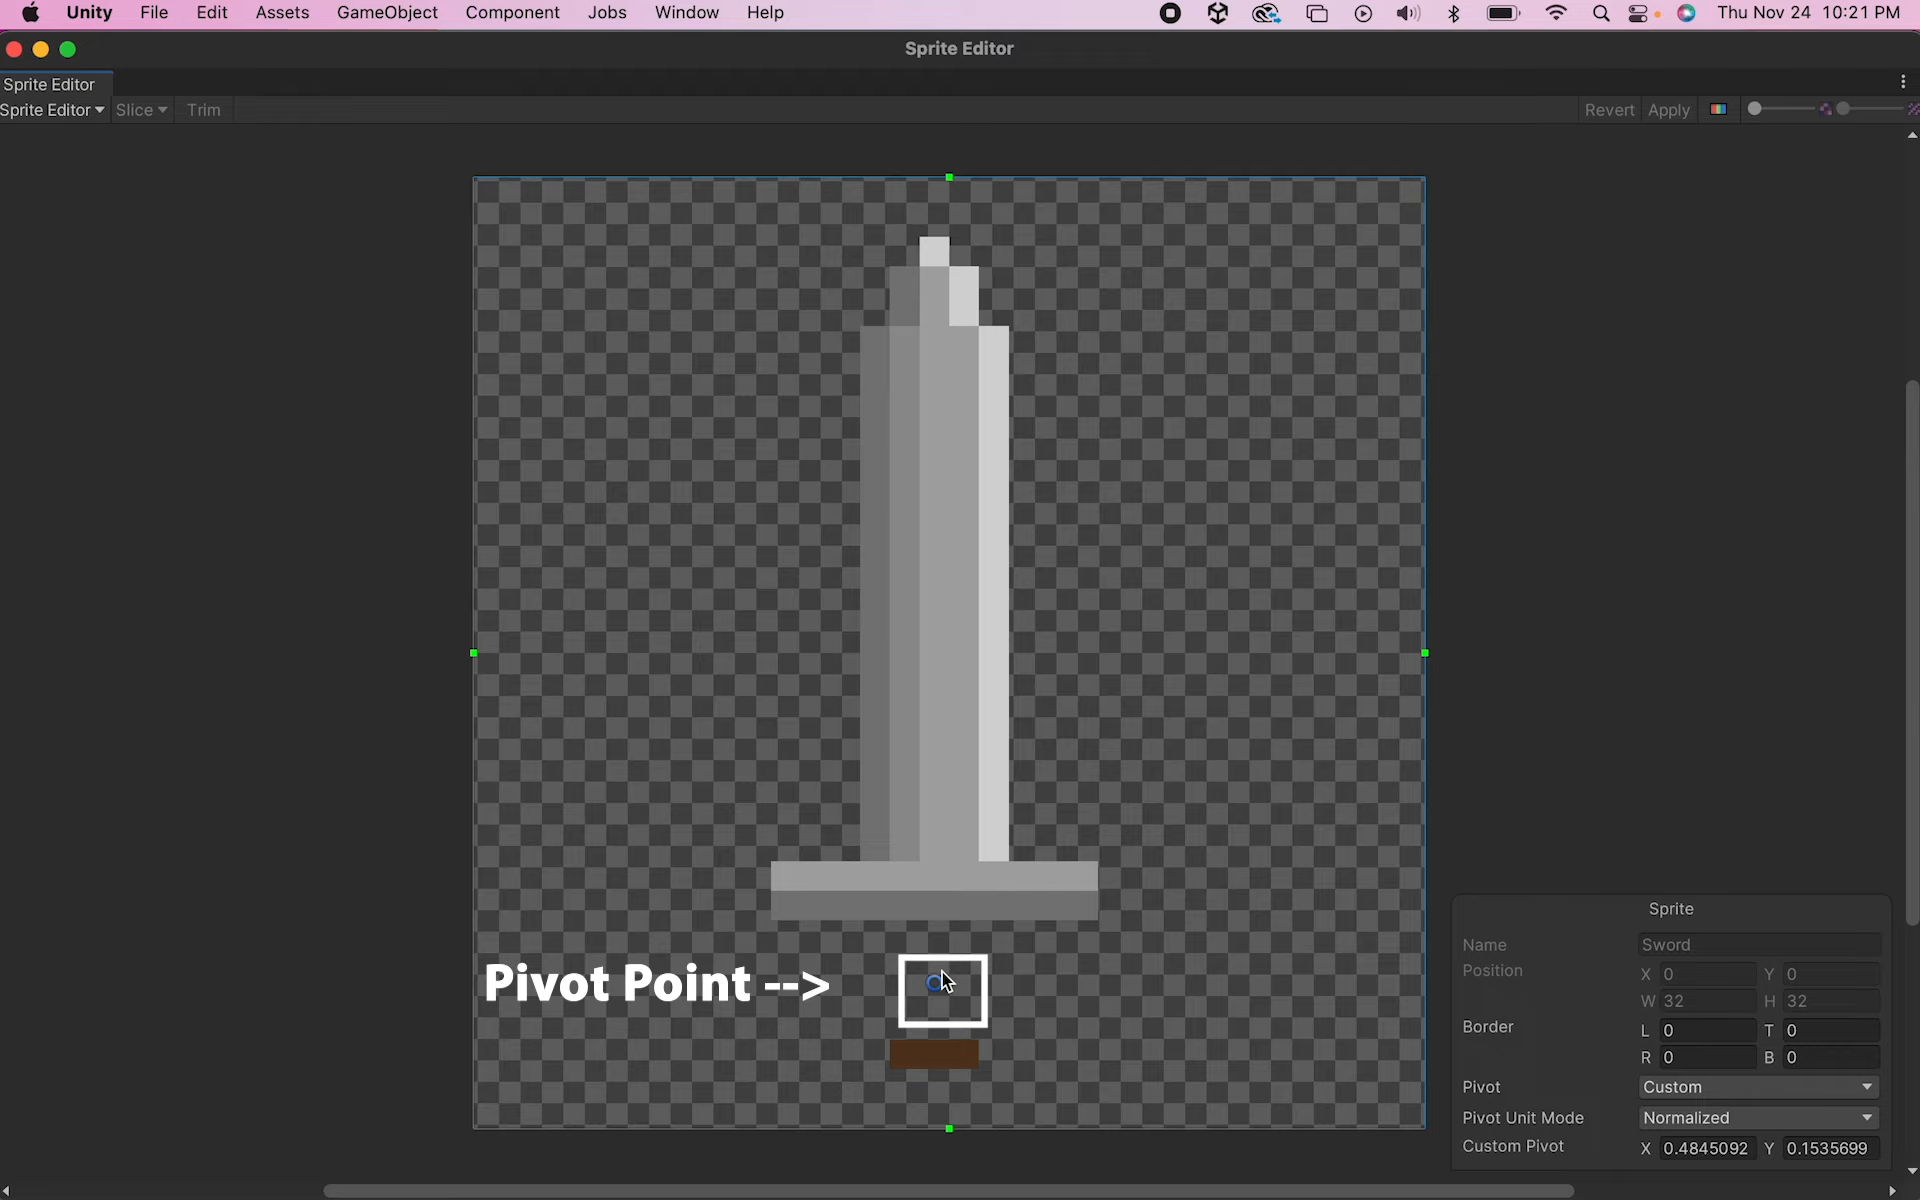 Unity File Edit Assets GameObject Component Jobs Window Help Thu Nov 24 10:21 PM
Sprite Editor
Sprite Editor
Sprite Editor Slice Trim Revert Apply
Pivot Point -->
Sprite
Name Sword
Position X 0 Y 0
W 32 H 32
Border L 0 T 0
R 0 B 0
Pivot Custom
Pivot Unit Mode Normalized
Custom Pivot X 0.4845092 Y 0.1535699